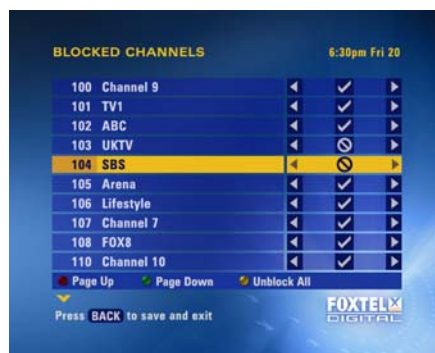 BLOCKED CHANNELS 6:30pm Fri 20
100 Channel 9
101 TV1
102 ABC
103 UKTV
104 SBS
105 Arena
106 Lifestyle
107 Channel 7
108 FOX8
110 Channel 10
Page Up Page Down Unblock All
Press BACK to save and exit
FOXTEL
DIGITAL